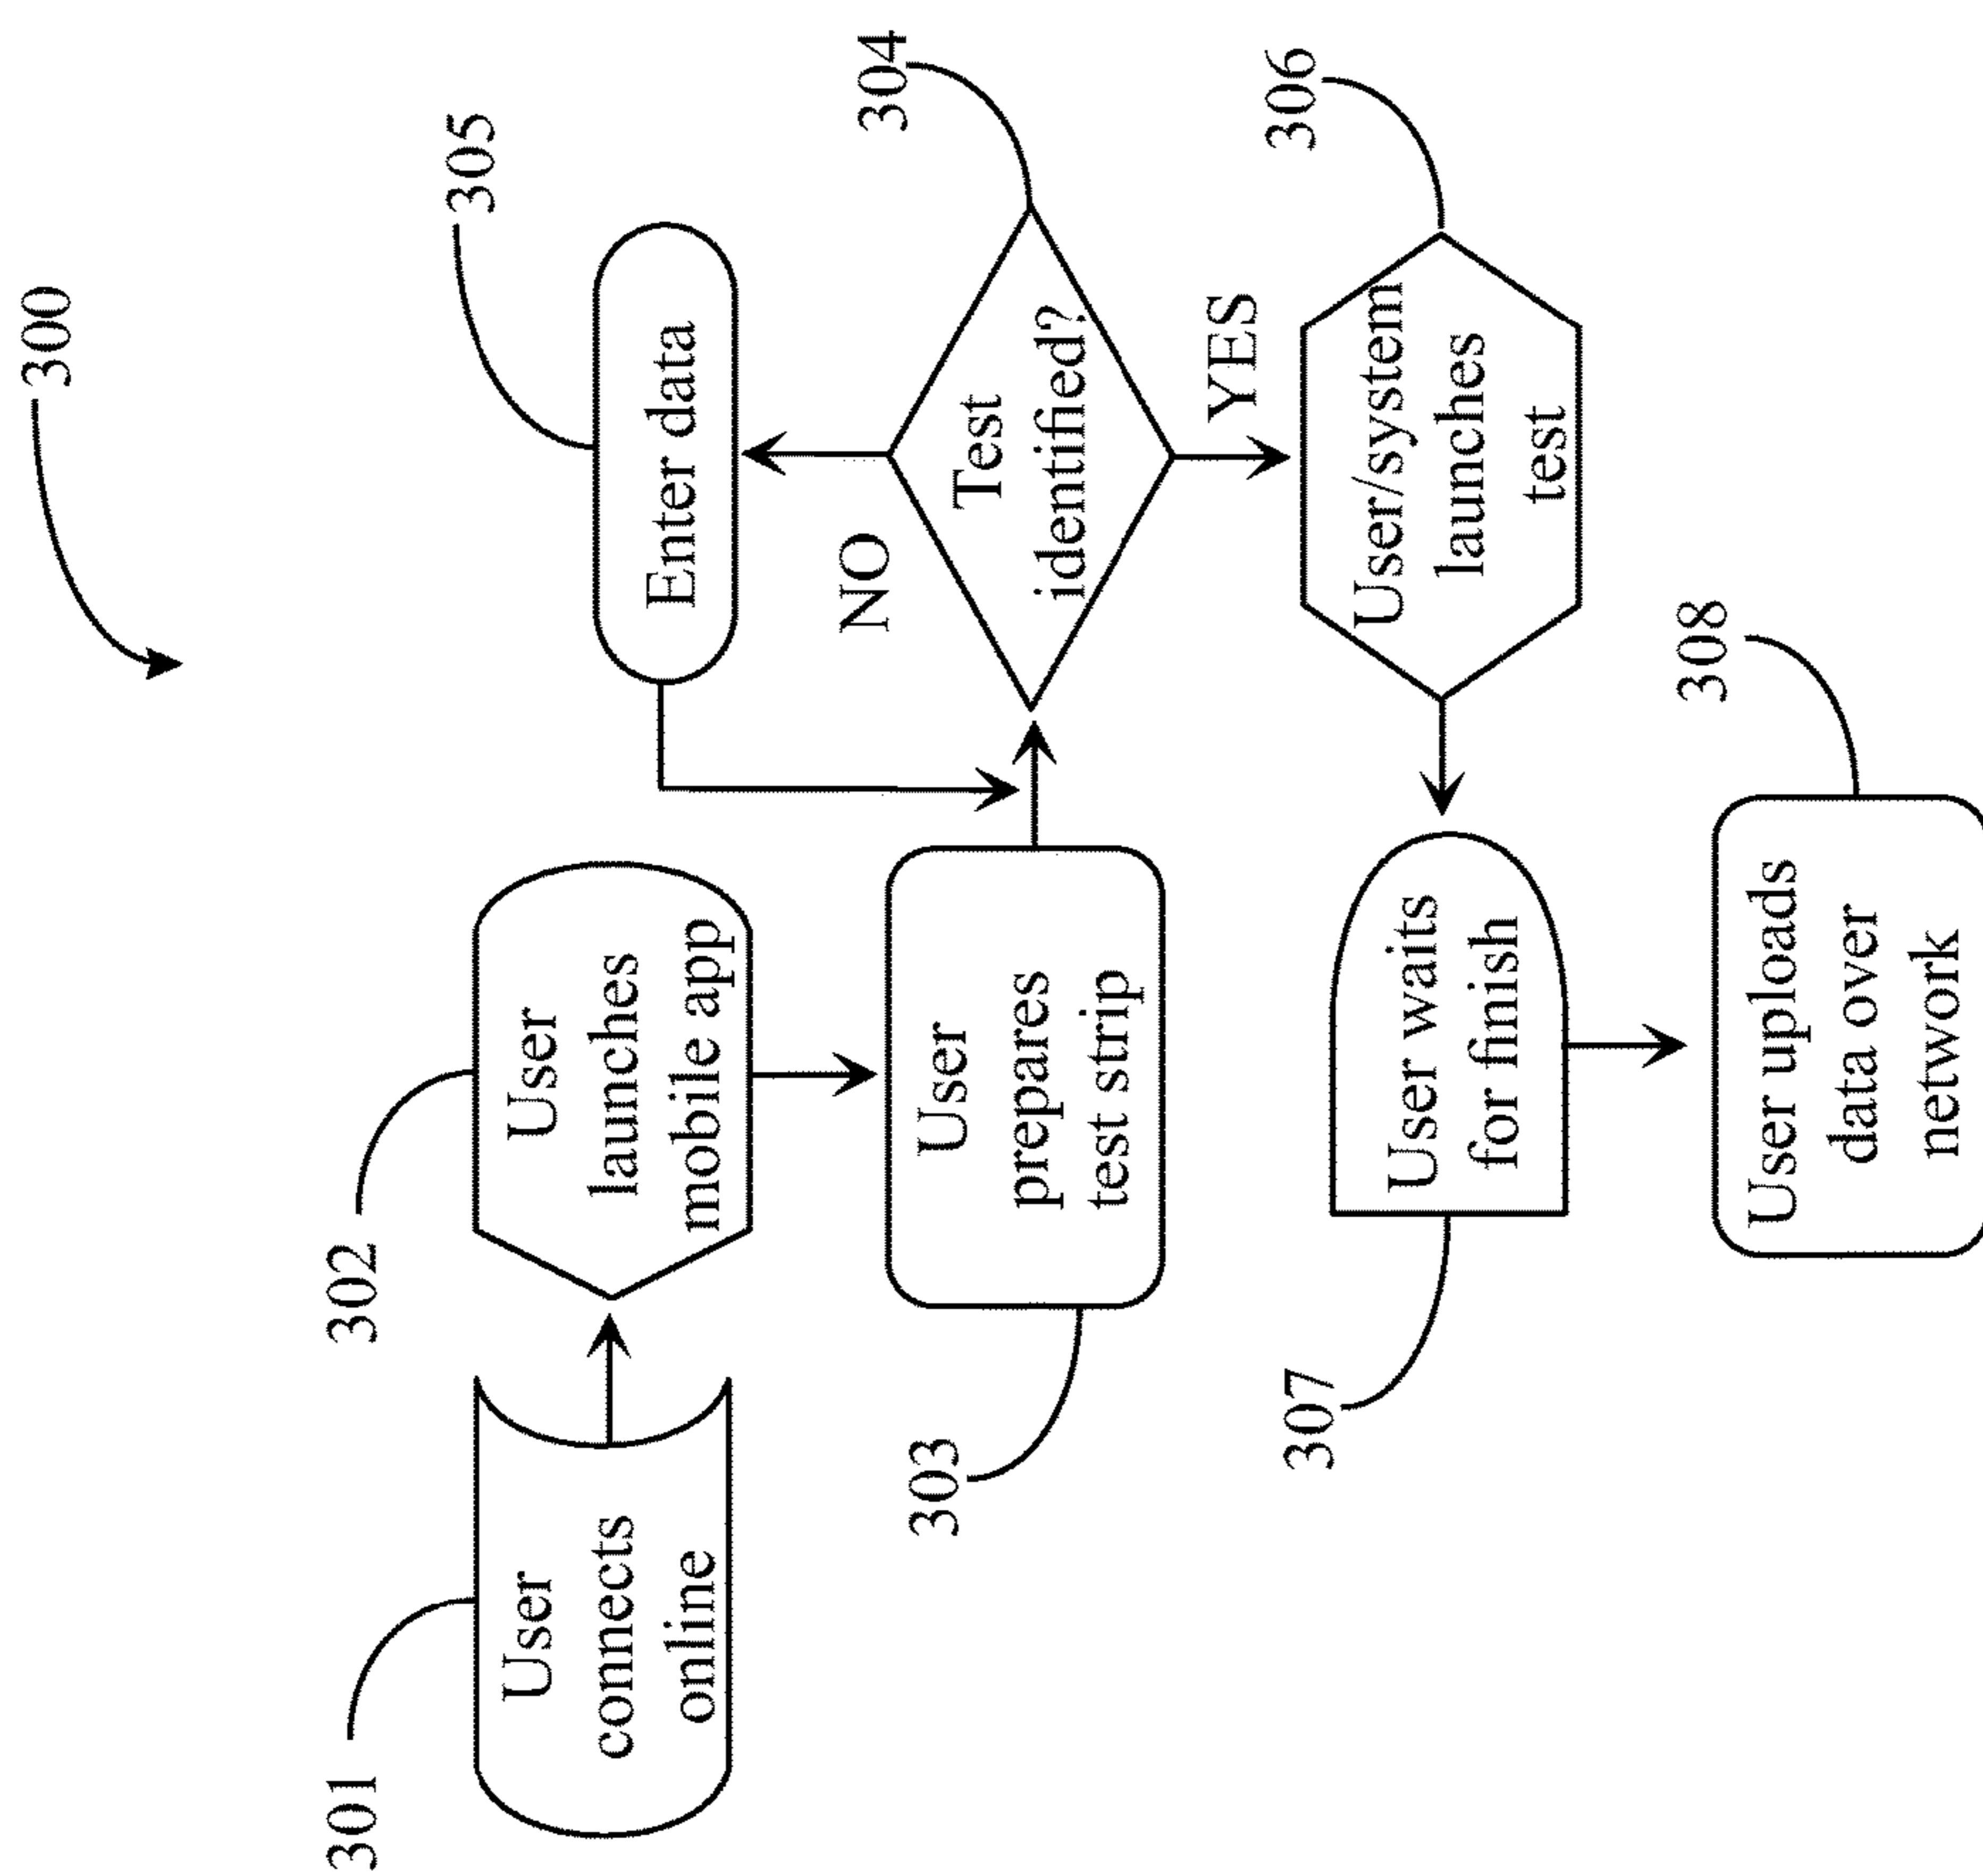 300
301
User
connects
online
302
User
launches
mobile app
303
User
prepares
test strip
304
Test
identified?
NO
YES
305
Enter data
306
User/system
launches
test
307
User waits
for finish
308
User uploads
data over
network